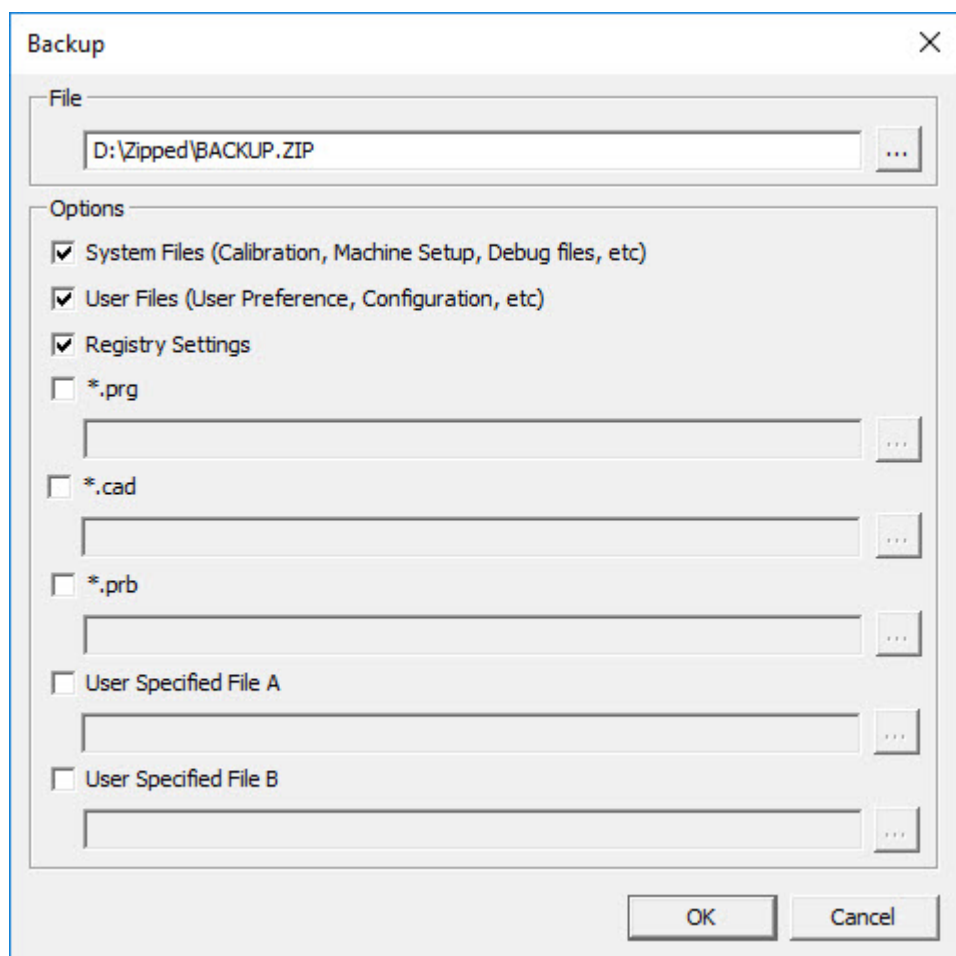 Backup
File
D:\Zipped\BACKUP.ZIP
...
Options
System Files (Calibration, Machine Setup, Debug files, etc)
User Files (User Preference, Configuration, etc)
Registry Settings
*.prg
...
*.cad
...
*.prb
...
User Specified File A
...
User Specified File B
...
OK Cancel